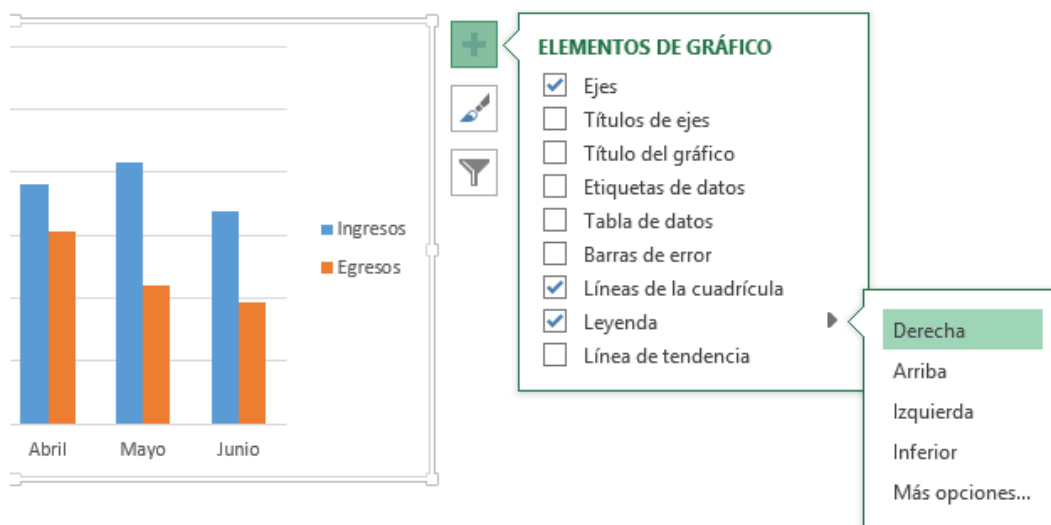 ELEMENTOS DE GRÁFICO
Ejes
Títulos de ejes
Título del gráfico
Etiquetas de datos
Tabla de datos
Barras de error
Líneas de la cuadrícula
Leyenda
Línea de tendencia
Derecha
Arriba
Izquierda
Inferior
Más opciones...
Ingresos
Egresos
Abril Mayo Junio